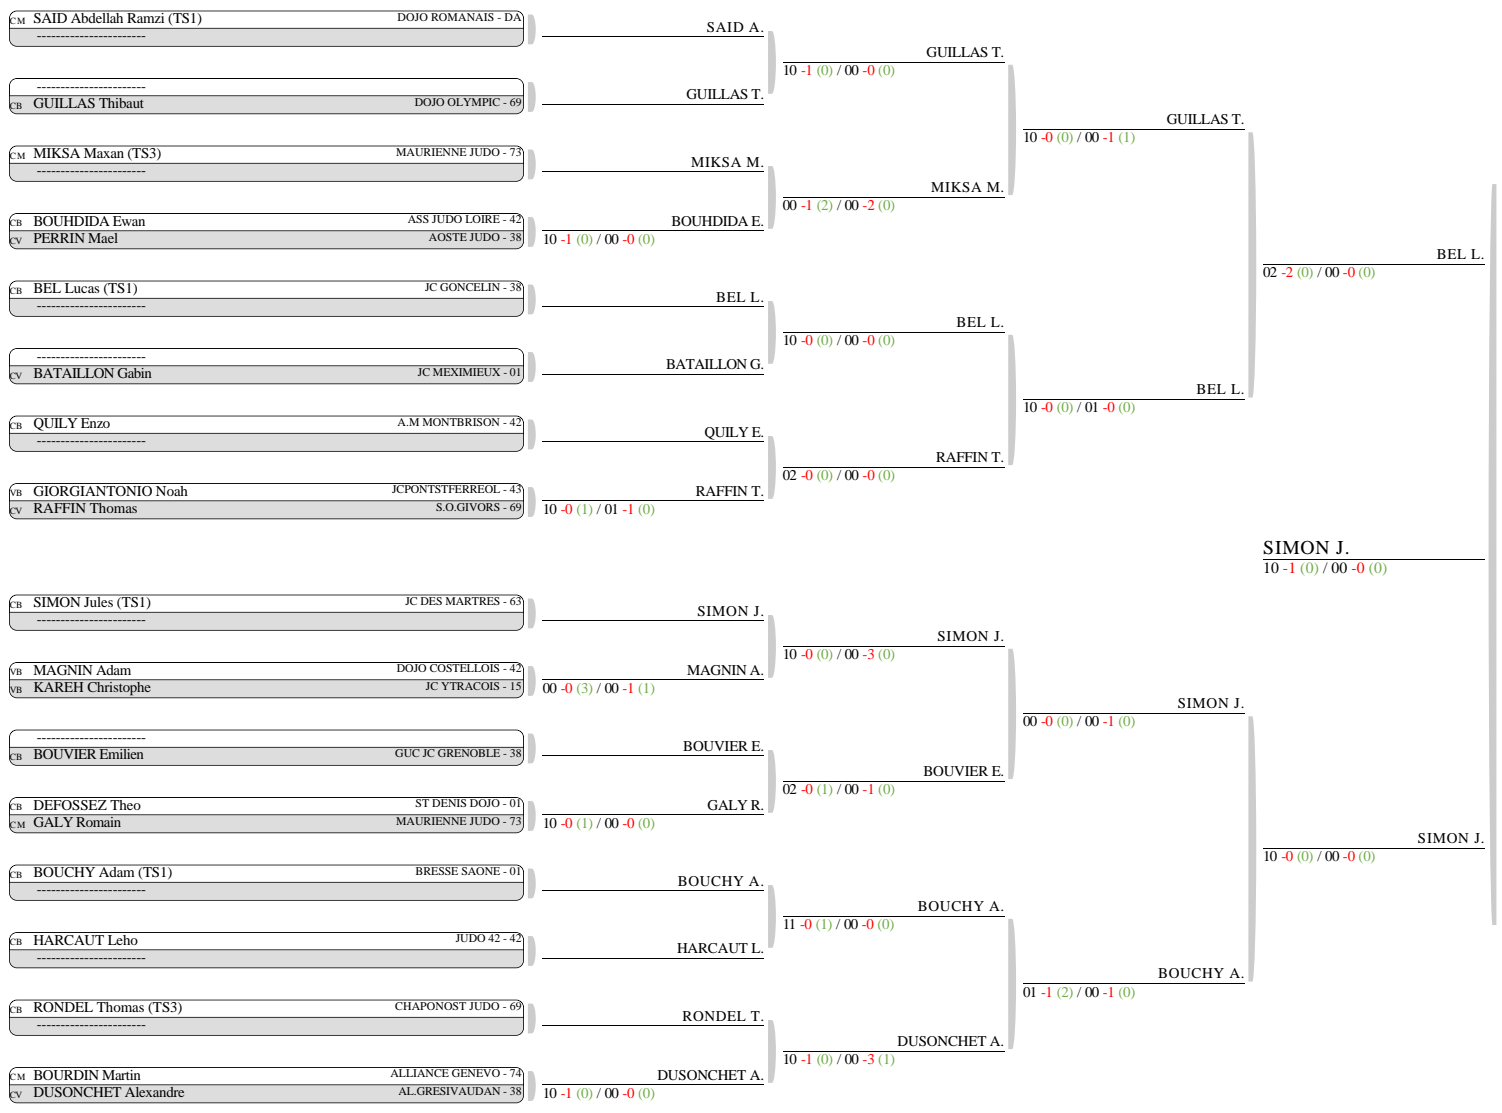 CM SAID Abdellah Ramzi (TS1) DOJO ROMANAIS - DA
-----------------------
-----------------------
CB GUILLAS Thibaut DOJO OLYMPIC - 69
CM MIKSA Maxan (TS3) MAURIENNE JUDO - 73
-----------------------
CB BOUHDIDA Ewan ASS JUDO LOIRE - 42
CV PERRIN Mael AOSTE JUDO - 38
CB BEL Lucas (TS1) JC GONCELIN - 38
-----------------------
-----------------------
CV BATAILLON Gabin JC MEXIMIEUX - 01
CB QUILY Enzo A.M MONTBRISON - 42
-----------------------
VB GIORGIANTONIO Noah JCPONTSTFERREOL - 43
CV RAFFIN Thomas S.O.GIVORS - 69
CB SIMON Jules (TS1) JC DES MARTRES - 63
-----------------------
VB MAGNIN Adam DOJO COSTELLOIS - 42
VB KAREH Christophe JC YTRACOIS - 15
-----------------------
CB BOUVIER Emilien GUC JC GRENOBLE - 38
CB DEFOSSEZ Theo ST DENIS DOJO - 01
CM GALY Romain MAURIENNE JUDO - 73
CB BOUCHY Adam (TS1) BRESSE SAONE - 01
-----------------------
CB HARCAUT Leho JUDO 42 - 42
-----------------------
CB RONDEL Thomas (TS3) CHAPONOST JUDO - 69
-----------------------
CM BOURDIN Martin ALLIANCE GENEVO - 74
CV DUSONCHET Alexandre AL.GRESIVAUDAN - 38
SAID A.
GUILLAS T.
MIKSA M.
BOUHDIDA E.
10 -1 (0) / 00 -0 (0)
BEL L.
BATAILLON G.
QUILY E.
RAFFIN T.
10 -0 (1) / 01 -1 (0)
SIMON J.
MAGNIN A.
00 -0 (3) / 00 -1 (1)
BOUVIER E.
GALY R.
10 -0 (1) / 00 -0 (0)
BOUCHY A.
HARCAUT L.
RONDEL T.
DUSONCHET A.
10 -1 (0) / 00 -0 (0)
GUILLAS T.
10 -1 (0) / 00 -0 (0)
MIKSA M.
00 -1 (2) / 00 -2 (0)
BEL L.
10 -0 (0) / 00 -0 (0)
RAFFIN T.
02 -0 (0) / 00 -0 (0)
SIMON J.
10 -0 (0) / 00 -3 (0)
BOUVIER E.
02 -0 (1) / 00 -1 (0)
BOUCHY A.
11 -0 (1) / 00 -0 (0)
DUSONCHET A.
10 -1 (0) / 00 -3 (1)
GUILLAS T.
10 -0 (0) / 00 -1 (1)
BEL L.
10 -0 (0) / 01 -0 (0)
SIMON J.
00 -0 (0) / 00 -1 (0)
BOUCHY A.
01 -1 (2) / 00 -1 (0)
BEL L.
02 -2 (0) / 00 -0 (0)
SIMON J.
10 -1 (0) / 00 -0 (0)
SIMON J.
10 -0 (0) / 00 -0 (0)